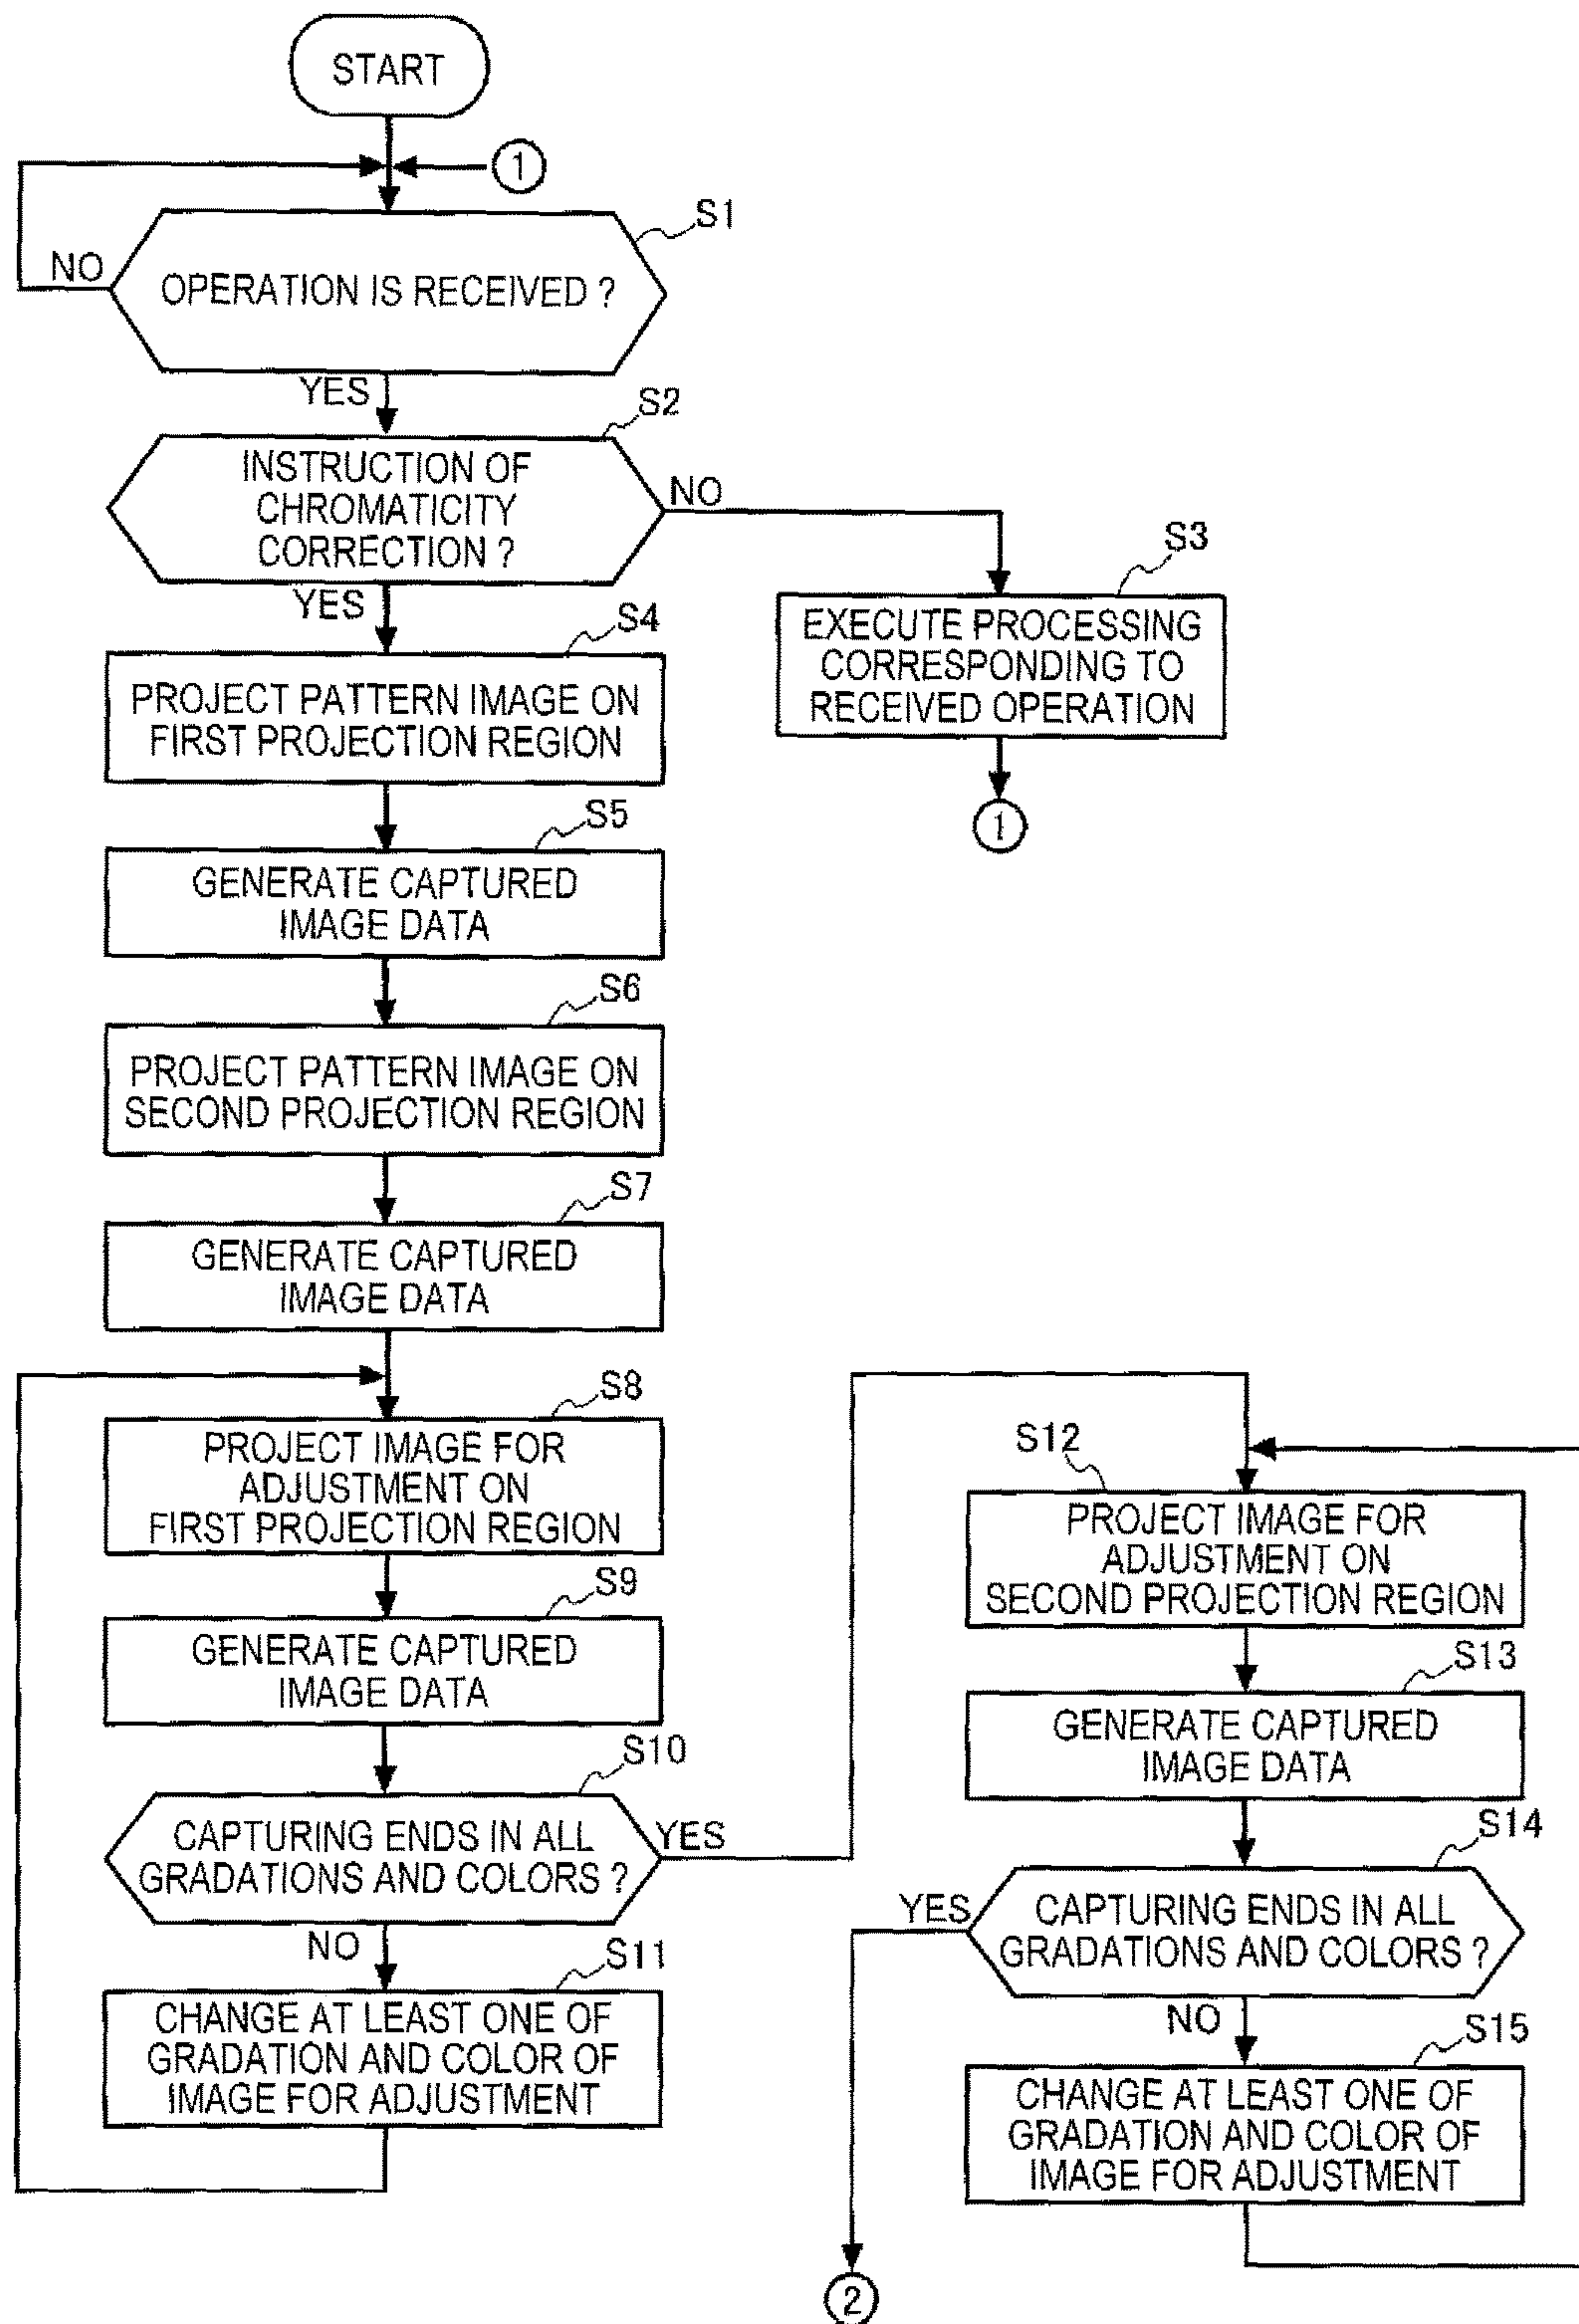 START
1
S1
NO
OPERATION IS RECEIVED ?
YES
S2
INSTRUCTION OF
CHROMATICITY
CORRECTION ?
NO
YES
S3
EXECUTE PROCESSING
CORRESPONDING TO
RECEIVED OPERATION
1
S4
PROJECT PATTERN IMAGE ON
FIRST PROJECTION REGION
S5
GENERATE CAPTURED
IMAGE DATA
S6
PROJECT PATTERN IMAGE ON
SECOND PROJECTION REGION
S7
GENERATE CAPTURED
IMAGE DATA
S8
PROJECT IMAGE FOR
ADJUSTMENT ON
FIRST PROJECTION REGION
S9
GENERATE CAPTURED
IMAGE DATA
S10
CAPTURING ENDS IN ALL
GRADATIONS AND COLORS ?
YES
NO
S11
CHANGE AT LEAST ONE OF
GRADATION AND COLOR OF
IMAGE FOR ADJUSTMENT
S12
PROJECT IMAGE FOR
ADJUSTMENT ON
SECOND PROJECTION REGION
S13
GENERATE CAPTURED
IMAGE DATA
S14
YES
CAPTURING ENDS IN ALL
GRADATIONS AND COLORS ?
NO
S15
CHANGE AT LEAST ONE OF
GRADATION AND COLOR OF
IMAGE FOR ADJUSTMENT
2